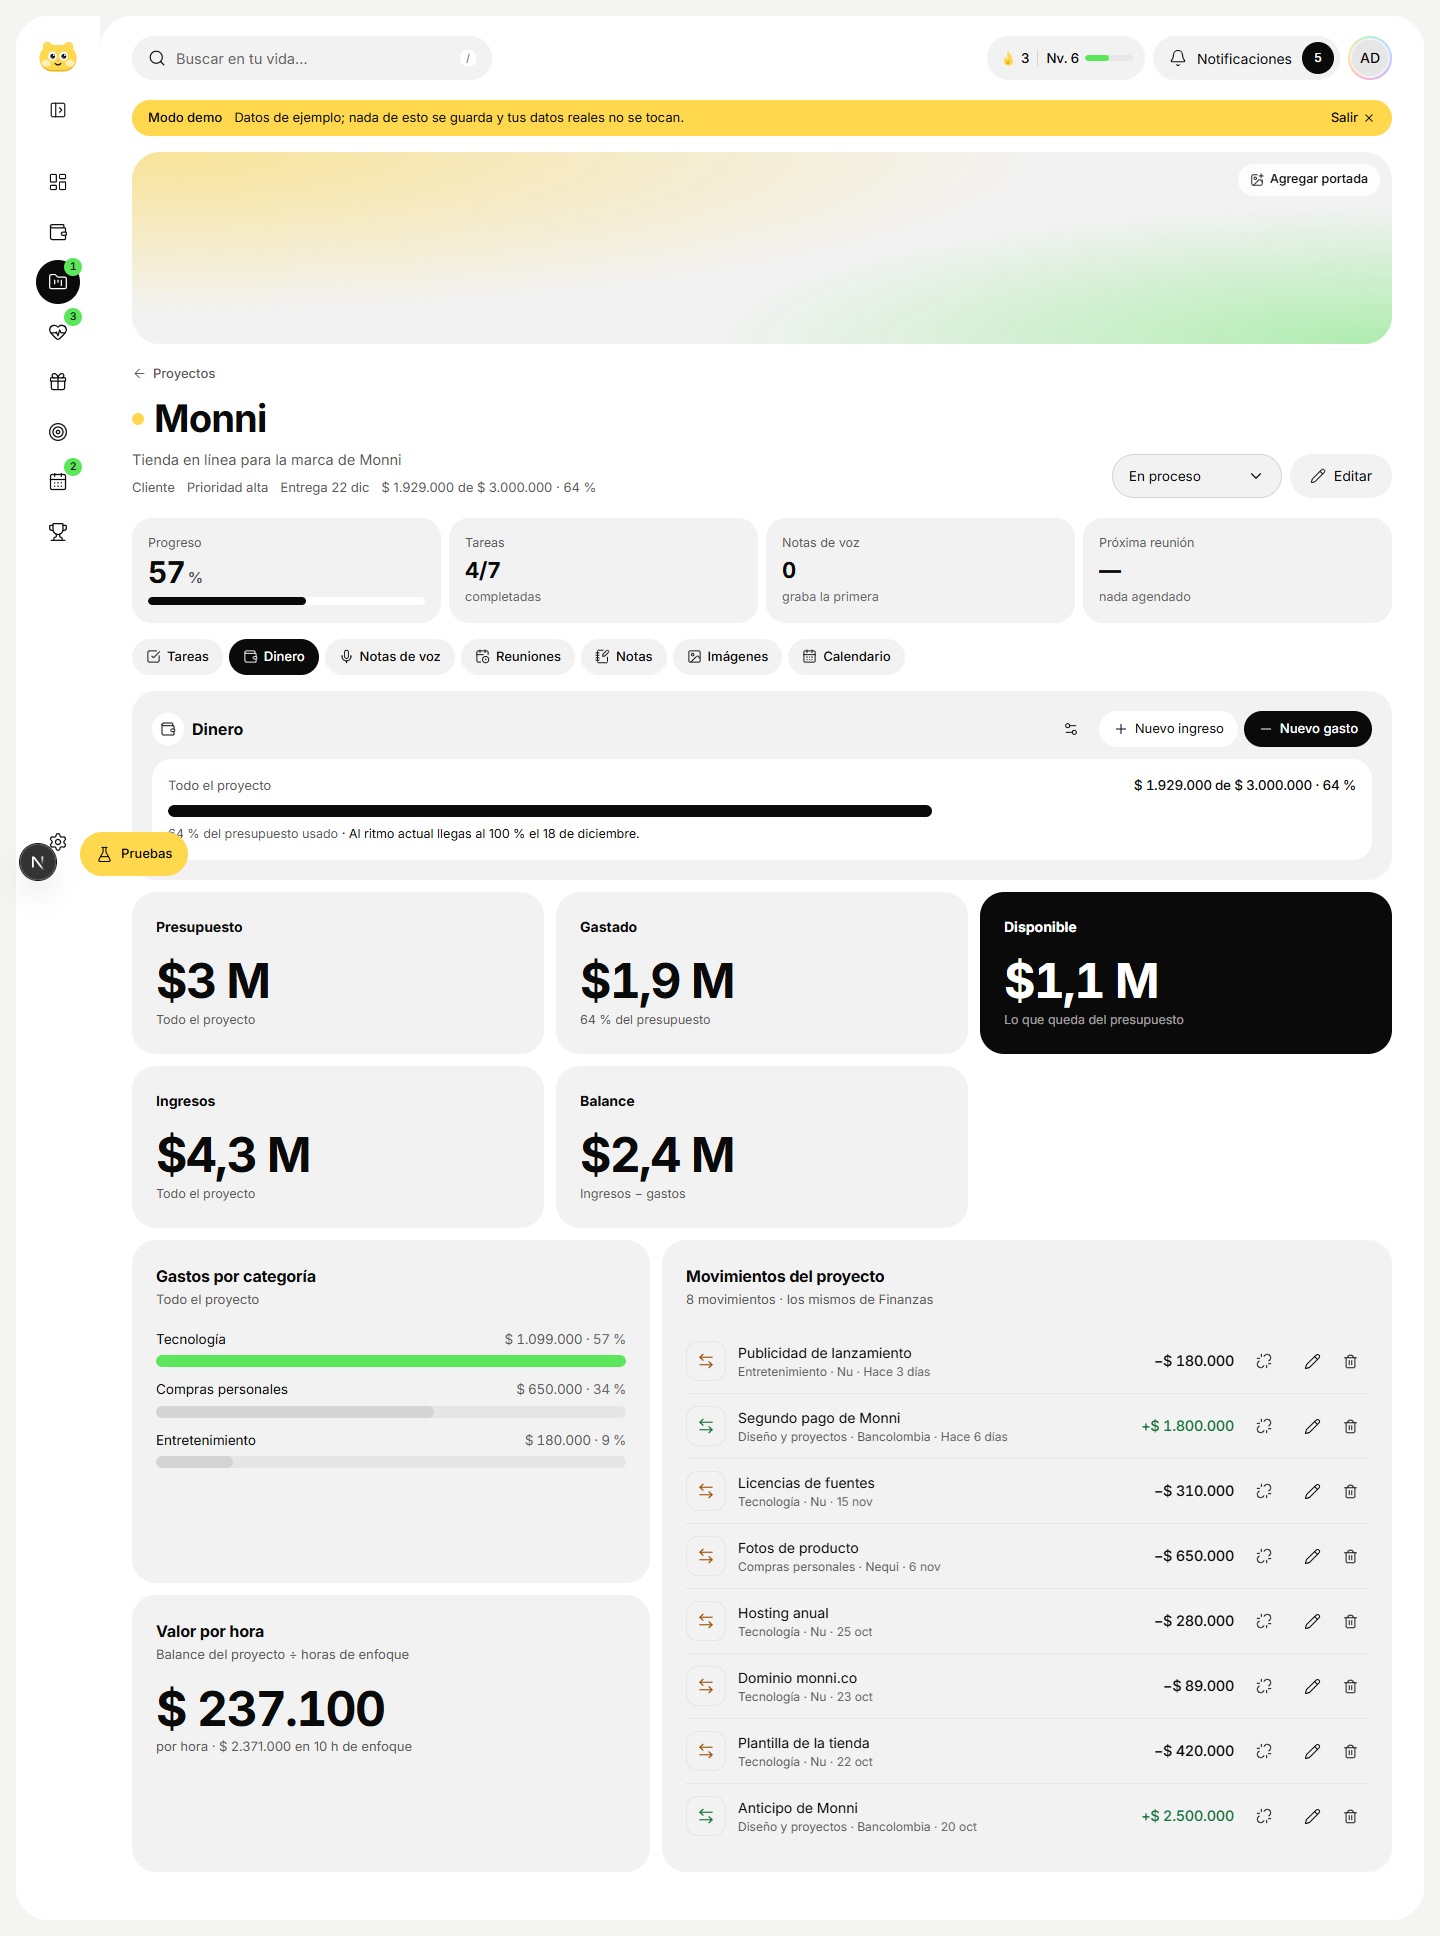 Buscar en tu vida...
/
3
Nv. 6
Notificaciones
5
AD
Modo demo Datos de ejemplo; nada de esto se guarda y tus datos reales no se tocan.
Salir
Agregar portada
1
3
2
Proyectos
Monni
Tienda en línea para la marca de Monni
Cliente Prioridad alta Entrega 22 dic $ 1.929.000 de $ 3.000.000 · 64 %
En proceso
Editar
Progreso
57 %
Tareas
4/7
completadas
Notas de voz
0
graba la primera
Próxima reunión
—
nada agendado
Tareas
Dinero
Notas de voz
Reuniones
Notas
Imágenes
Calendario
Dinero
Nuevo ingreso
Nuevo gasto
Todo el proyecto
$ 1.929.000 de $ 3.000.000 · 64 %
64 % del presupuesto usado · Al ritmo actual llegas al 100 % el 18 de diciembre.
N
Pruebas
Presupuesto
$3 M
Todo el proyecto
Gastado
$1,9 M
64 % del presupuesto
Disponible
$1,1 M
Lo que queda del presupuesto
Ingresos
$4,3 M
Todo el proyecto
Balance
$2,4 M
Ingresos − gastos
Gastos por categoría
Todo el proyecto
Tecnología $ 1.099.000 · 57 %
Compras personales $ 650.000 · 34 %
Entretenimiento $ 180.000 · 9 %
Valor por hora
Balance del proyecto ÷ horas de enfoque
$ 237.100
por hora · $ 2.371.000 en 10 h de enfoque
Movimientos del proyecto
8 movimientos · los mismos de Finanzas
Publicidad de lanzamiento
Entretenimiento · Nu · Hace 3 días
−$ 180.000
Segundo pago de Monni
Diseño y proyectos · Bancolombia · Hace 6 días
+$ 1.800.000
Licencias de fuentes
Tecnología · Nu · 15 nov
−$ 310.000
Fotos de producto
Compras personales · Nequi · 6 nov
−$ 650.000
Hosting anual
Tecnología · Nu · 25 oct
−$ 280.000
Dominio monni.co
Tecnología · Nu · 23 oct
−$ 89.000
Plantilla de la tienda
Tecnología · Nu · 22 oct
−$ 420.000
Anticipo de Monni
Diseño y proyectos · Bancolombia · 20 oct
+$ 2.500.000